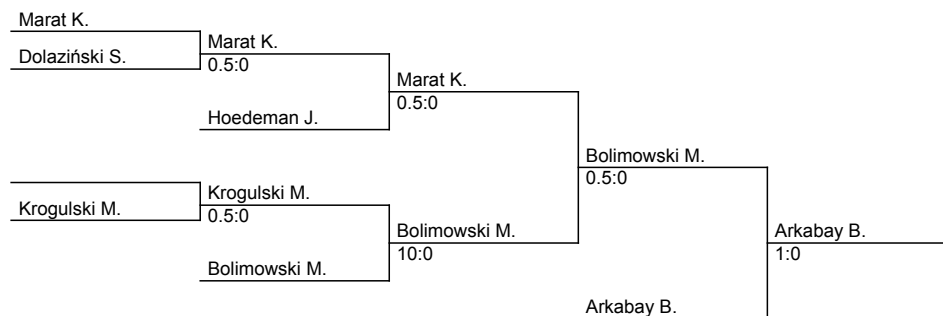 Marat K.
Dolaziński S.
Marat K.
0.5:0
Hoedeman J.
Marat K.
0.5:0
Krogulski M.
Krogulski M.
0.5:0
Bolimowski M.
Bolimowski M.
10:0
Bolimowski M.
0.5:0
Arkabay B.
Arkabay B.
1:0